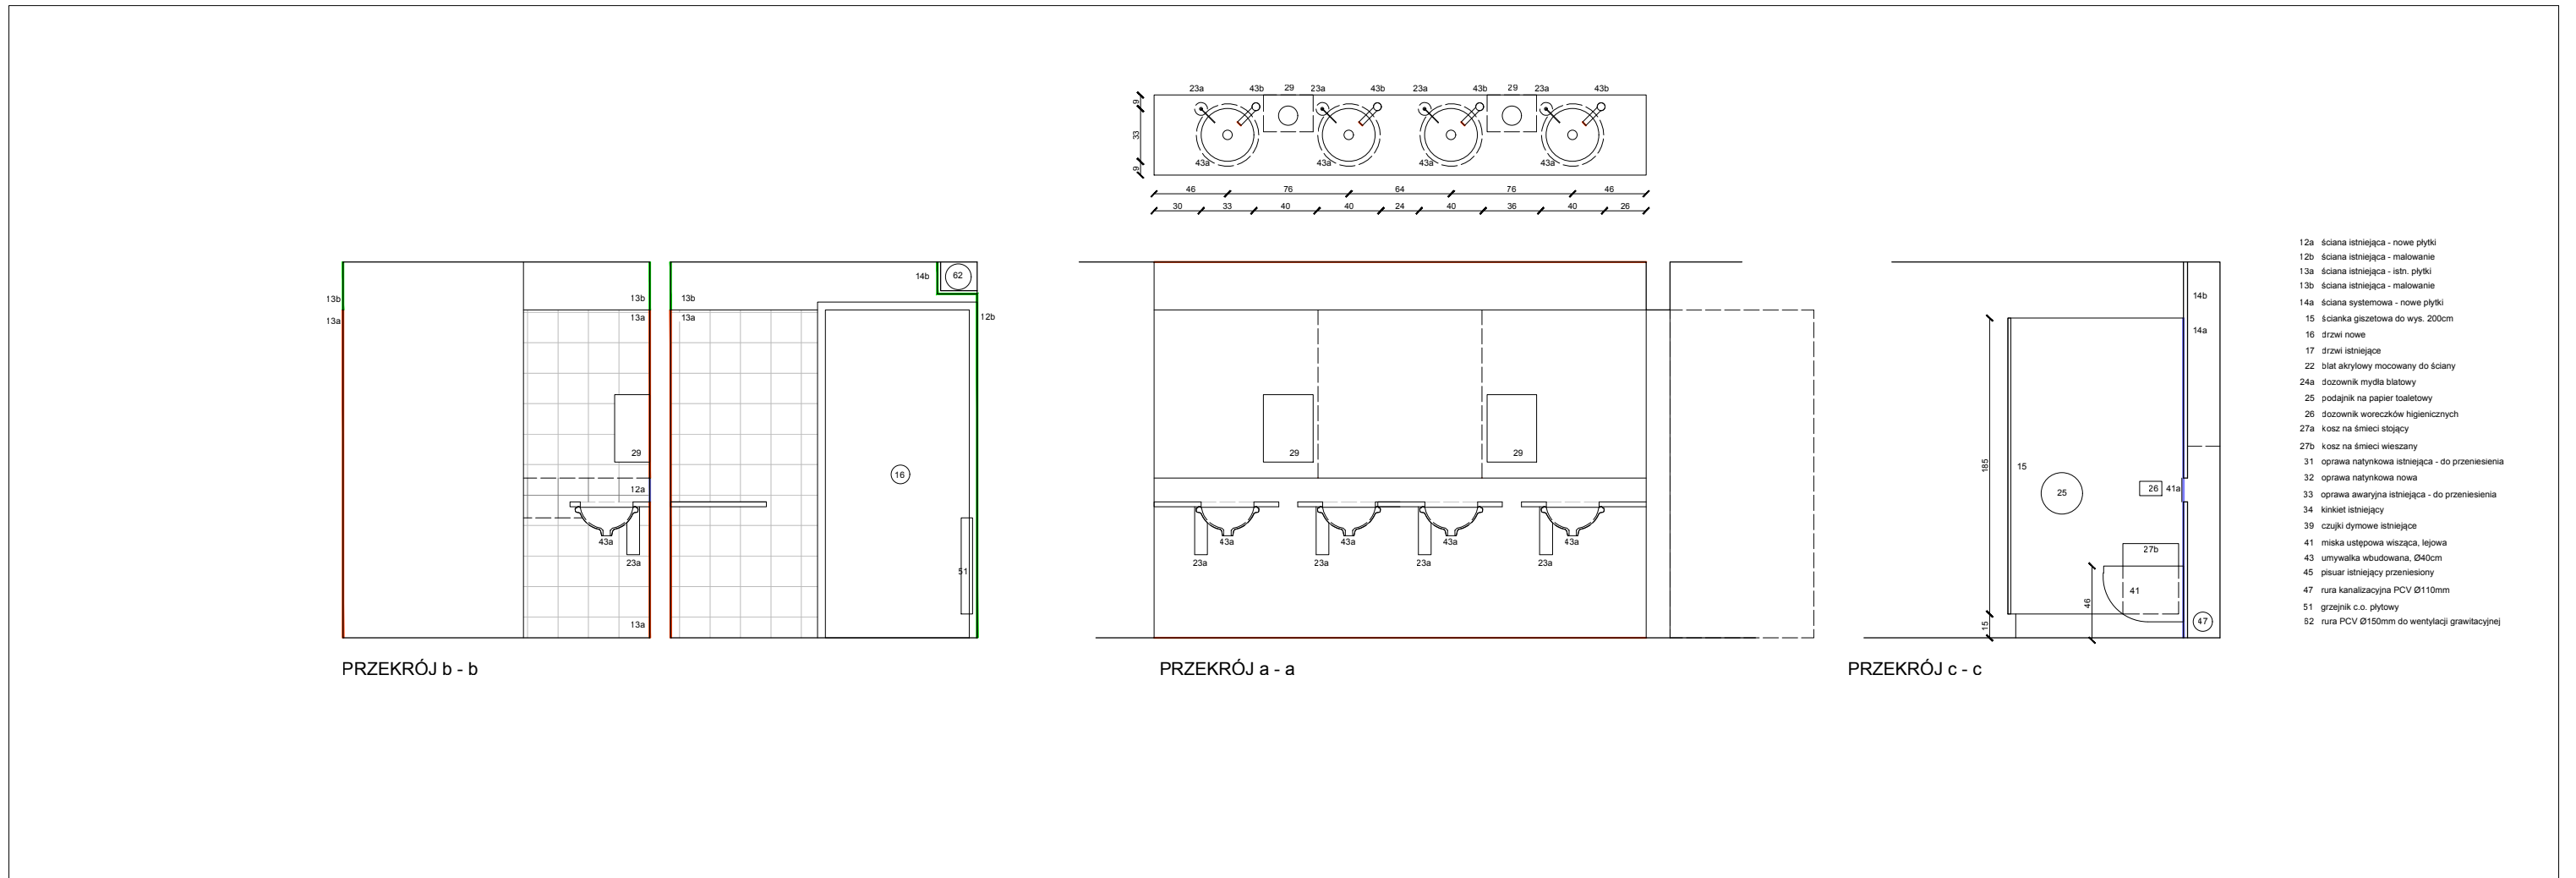 23a 43b 29 23a 43b 23a 43b 29 23a 43b
9
33
9
43a 43a 43a 43a
46 76 64 76 46
30 33 40 40 24 40 36 40 26
13b
13a
13b
13a
29
12a
43a
23a
13a
13b
13a
14b
62
12b
16
51
PRZEKRÓJ b - b
29 29
43a 43a 43a 43a
23a 23a 23a 23a
PRZEKRÓJ a - a
14b
14a
185
15
15
25
26 41a
27b
41
46
47
PRZEKRÓJ c - c
12a ściana istniejąca - nowe płytki
12b ściana istniejąca - malowanie
13a ściana istniejąca - istn. płytki
13b ściana istniejąca - malowanie
14a ściana systemowa - nowe płytki
15 ścianka giszetowa do wys. 200cm
16 drzwi nowe
17 drzwi istniejące
22 blat akrylowy mocowany do ściany
24a dozownik mydła blatowy
25 podajnik na papier toaletowy
26 dozownik woreczków higienicznych
27a kosz na śmieci stojący
27b kosz na śmieci wieszany
31 oprawa natynkowa istniejąca - do przeniesienia
32 oprawa natynkowa nowa
33 oprawa awaryjna istniejąca - do przeniesienia
34 kinkiet istniejący
39 czujki dymowe istniejące
41 miska ustępowa wisząca, lejowa
43 umywalka wbudowana, Ø40cm
45 pisuar istniejący przeniesiony
47 rura kanalizacyjna PCV Ø110mm
51 grzejnik c.o. płytowy
62 rura PCV Ø150mm do wentylacji grawitacyjnej